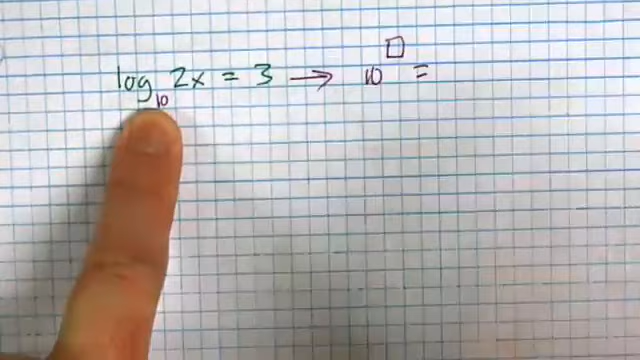 log₁₀ 2x = 3 → 10^□ =